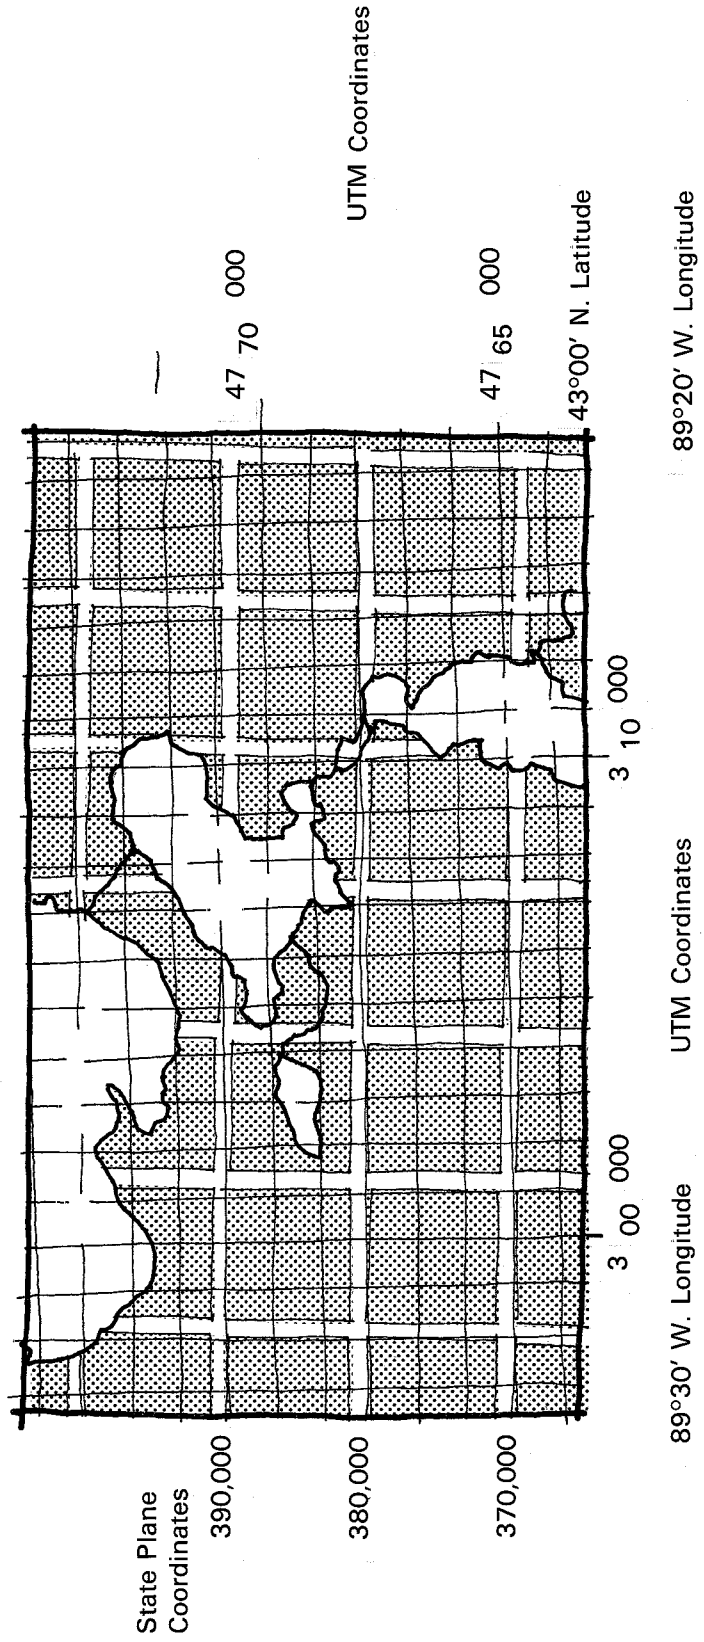 State Plane
Coordinates
390,000
380,000
370,000
UTM Coordinates
47 70 000
47 65 000
43°00′ N. Latitude
3 00 000
3 10 000
89°30′ W. Longitude
UTM Coordinates
89°20′ W. Longitude